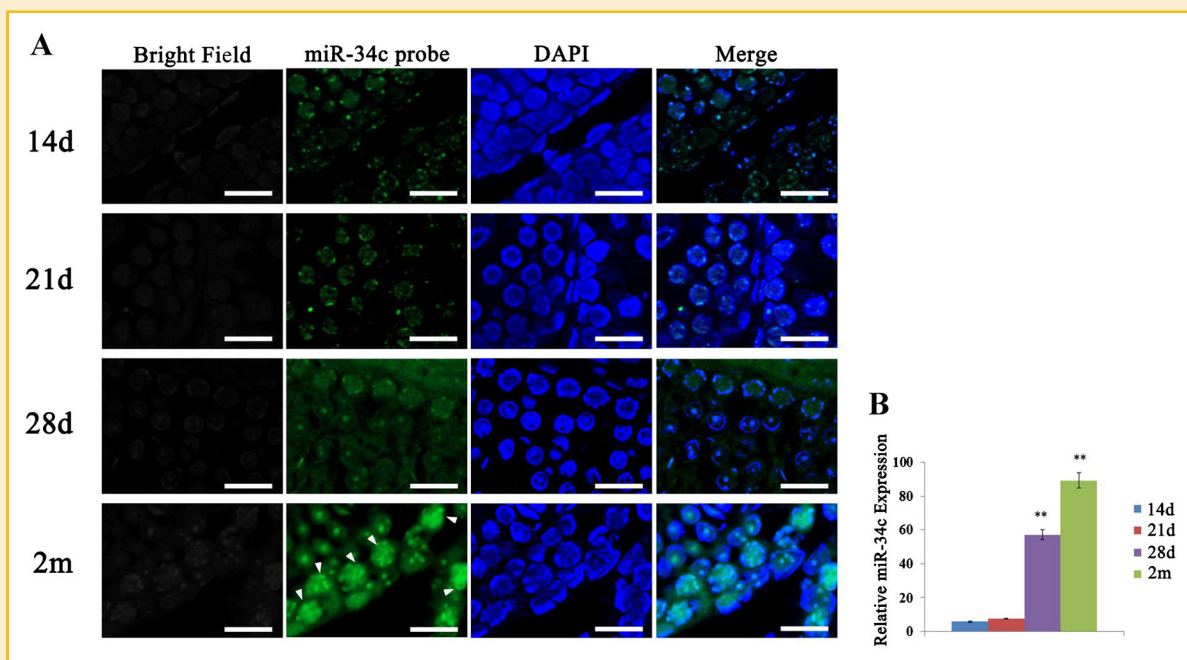 A
Bright Field miR-34c probe DAPI Merge
14d
21d
28d
2m
B
Relative miR-34c Expression
100
80
60
40
20
0
**
**
14d
21d
28d
2m